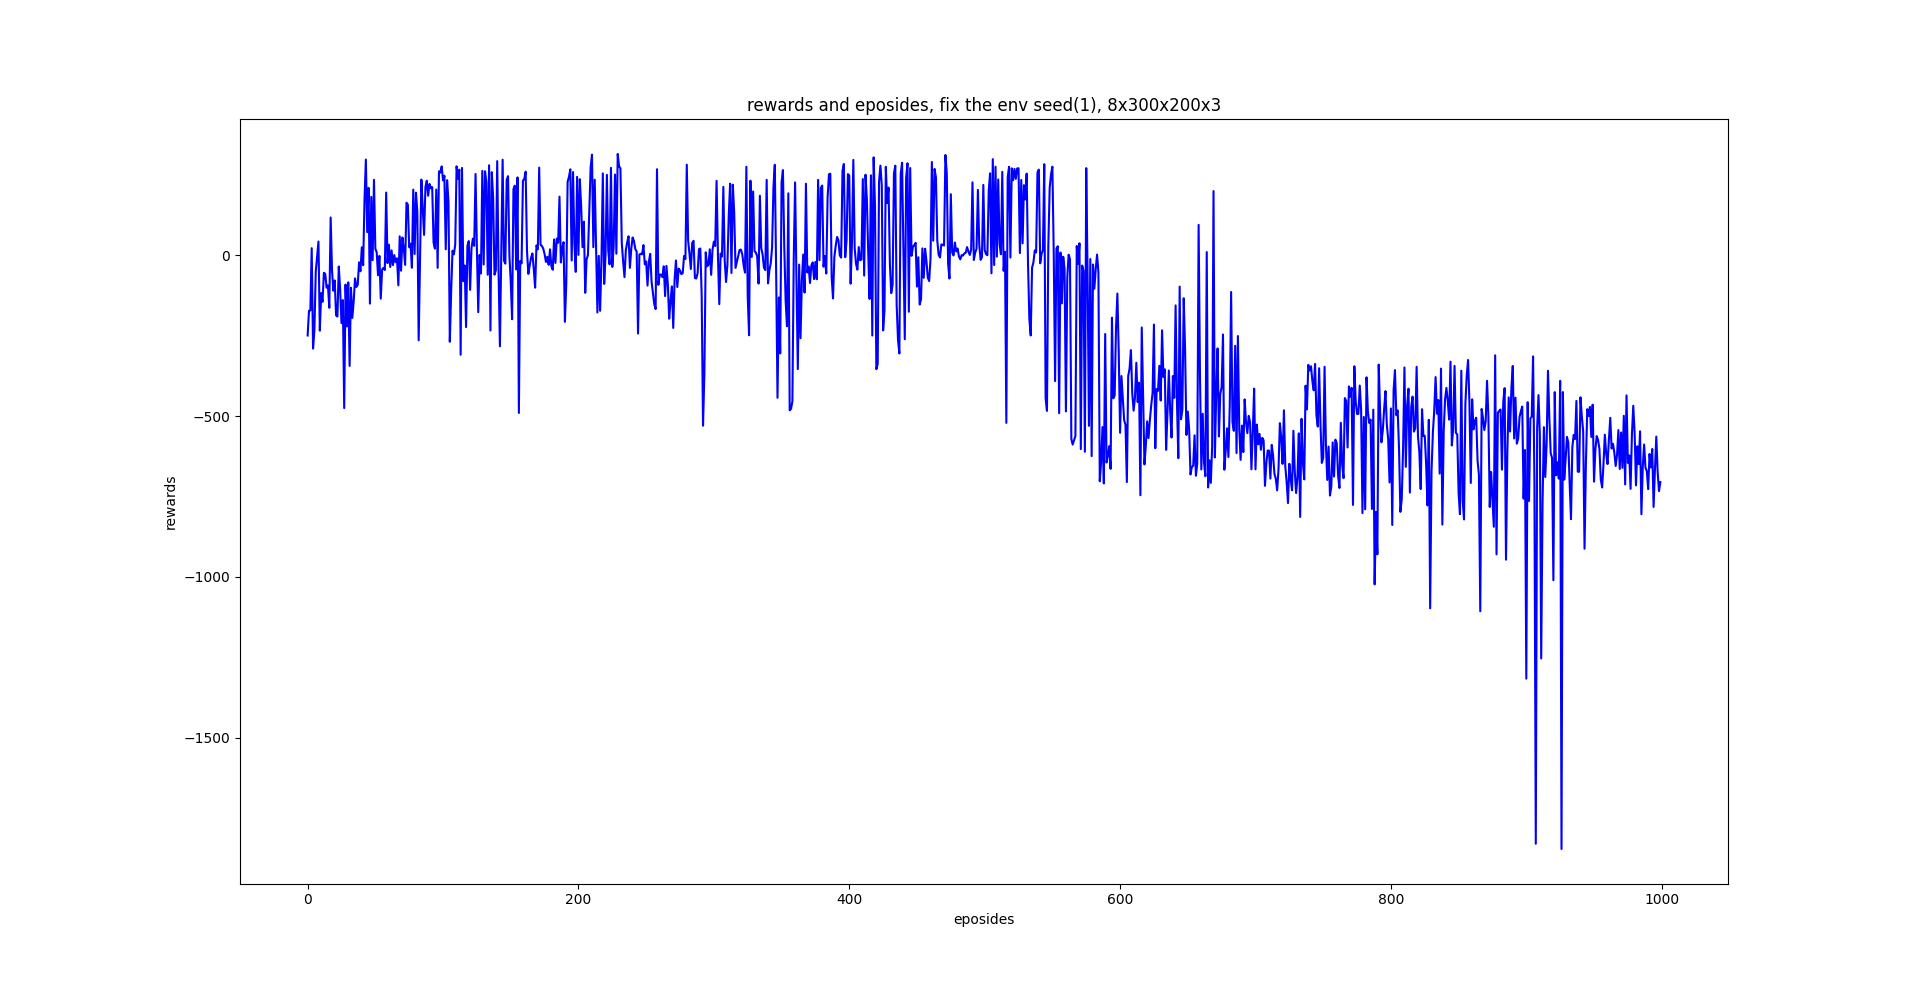 rewards and eposides, fix the env seed(1), 8x300x200x3
0
−500
−1000
−1500
rewards
0 200 400 600 800 1000
eposides